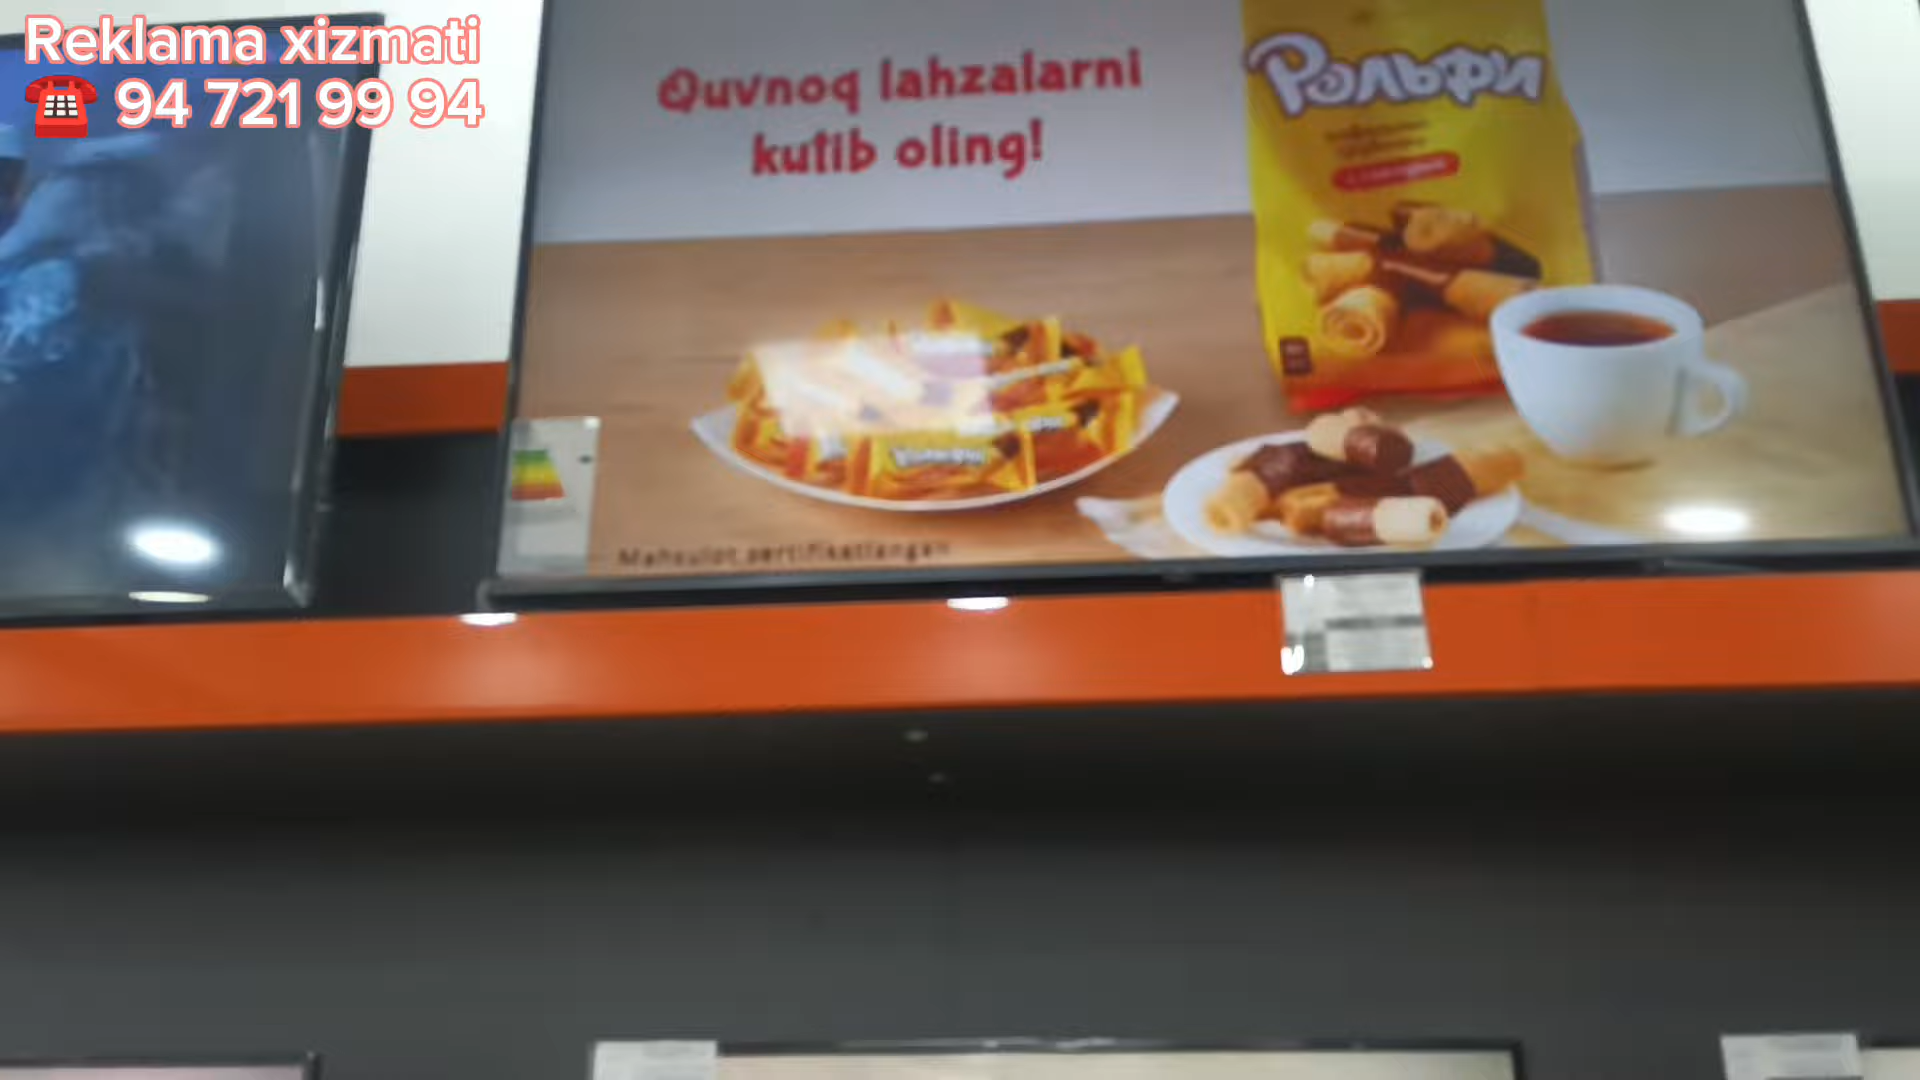 Reklama xizmati
☎ 94 721 99 94
Quvnoq lahzalarni
kutib oling!
Рольфи
Mahsulot sertifikatlangan